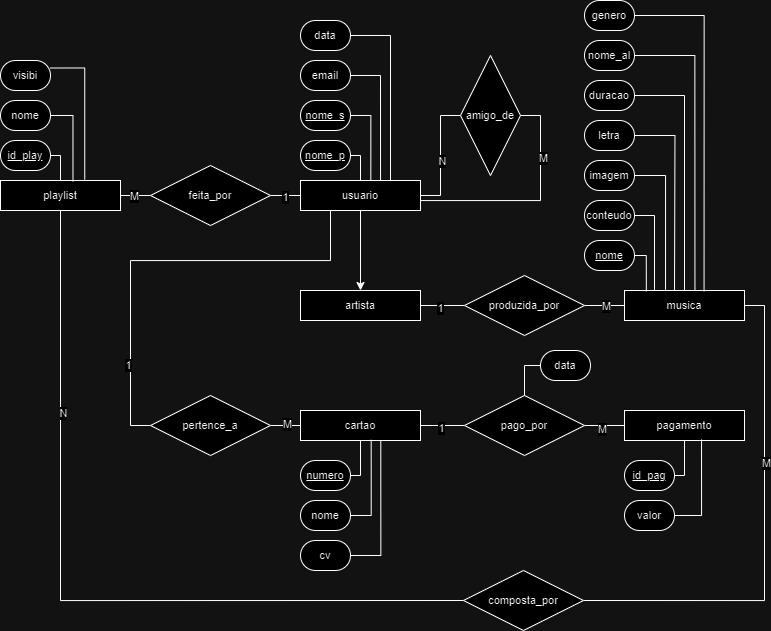 genero
data
nome_al
visibi
email
duracao
nome
nome_s
amigo_de
letra
id_play
nome_p
N
M
imagem
playlist
M
feita_por
1
usuario
conteudo
nome
artista
1
produzida_por
M
musica
1
data
N
pertence_a
M
cartao
1
pago_por
M
pagamento
M
numero
id_pag
nome
valor
cv
composta_por